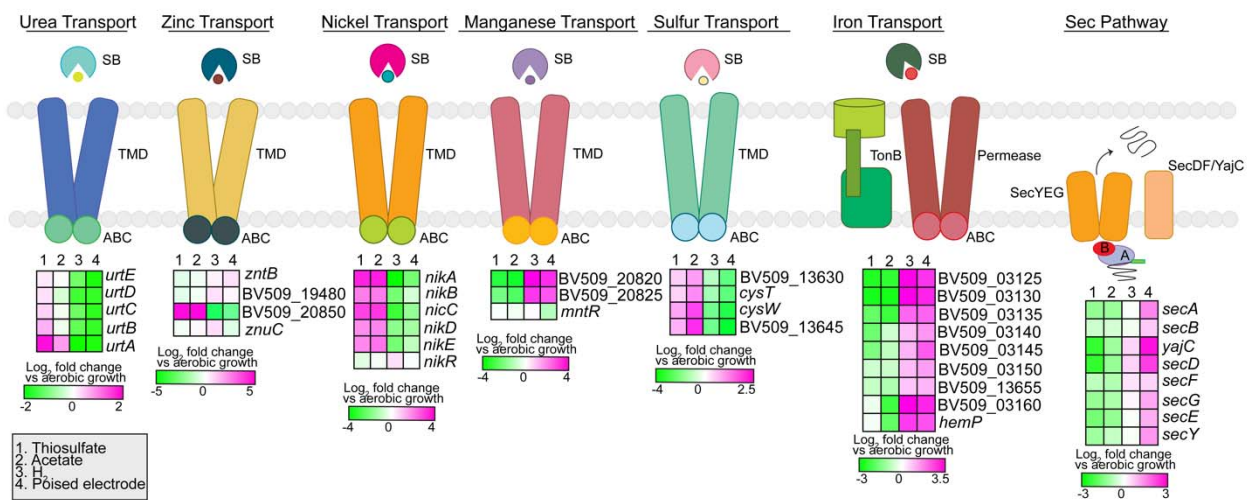 Urea Transport
Zinc Transport
Nickel Transport
Manganese Transport
Sulfur Transport
Iron Transport
Sec Pathway
SB
SB
SB
SB
SB
SB
TMD
TMD
TMD
TMD
TMD
TonB
Permease
SecYEG
SecDF/YajC
B
A
ABC
ABC
ABC
ABC
ABC
ABC
1 2 3 4
urtE
urtD
urtC
urtB
urtA
Log2 fold change
vs aerobic growth
-2 0 2
1 2 3 4
zntB
BV509_19480
BV509_20850
znuC
Log2 fold change
vs aerobic growth
-5 0 5
1 2 3 4
nikA
nikB
nicC
nikD
nikE
nikR
Log2 fold change
vs aerobic growth
-4 0 4
1 2 3 4
BV509_20820
BV509_20825
mntR
Log2 fold change
vs aerobic growth
-4 0 4
1 2 3 4
BV509_13630
cysT
cysW
BV509_13645
Log2 fold change
vs aerobic growth
-4 0 2.5
1 2 3 4
BV509_03125
BV509_03130
BV509_03135
BV509_03140
BV509_03145
BV509_03150
BV509_13655
BV509_03160
hemP
Log2 fold change
vs aerobic growth
-3 0 3.5
1 2 3 4
secA
secB
yajC
secD
secF
secG
secE
secY
Log2 fold change
vs aerobic growth
-3 0 3
1. Thiosulfate
2. Acetate
3. H2
4. Poised electrode